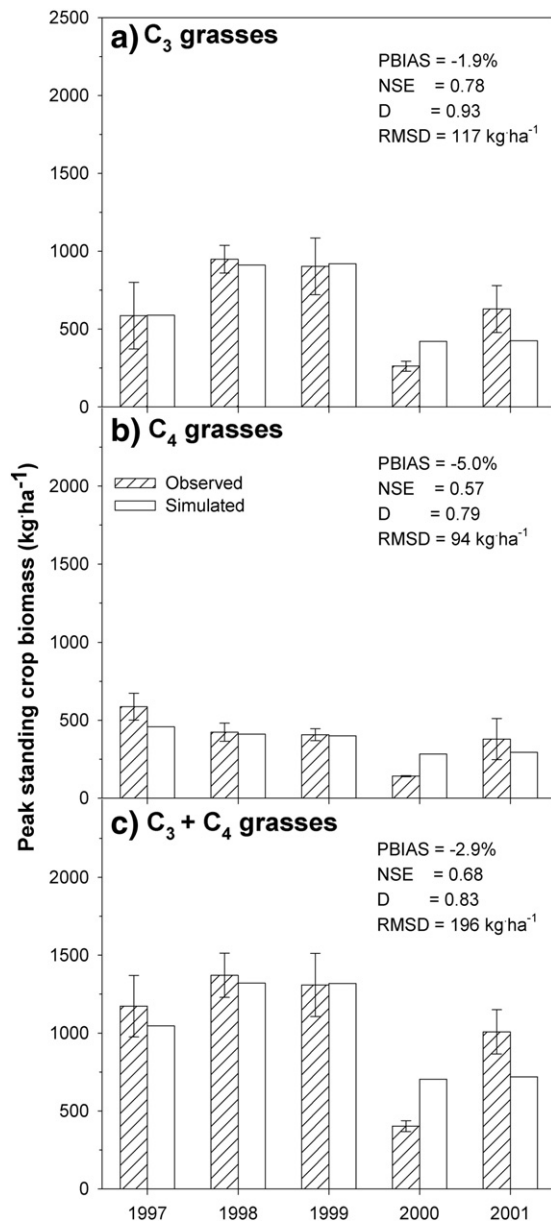 a) C₃ grasses
PBIAS = -1.9%
NSE = 0.78
D = 0.93
RMSD = 117 kg·ha⁻¹
2500
2000
1500
1000
500
0
b) C₄ grasses
PBIAS = -5.0%
NSE = 0.57
D = 0.79
RMSD = 94 kg·ha⁻¹
Observed
Simulated
2000
1500
1000
500
0
Peak standing crop biomass (kg·ha⁻¹)
c) C₃ + C₄ grasses
PBIAS = -2.9%
NSE = 0.68
D = 0.83
RMSD = 196 kg·ha⁻¹
2000
1500
1000
500
0
1997 1998 1999 2000 2001